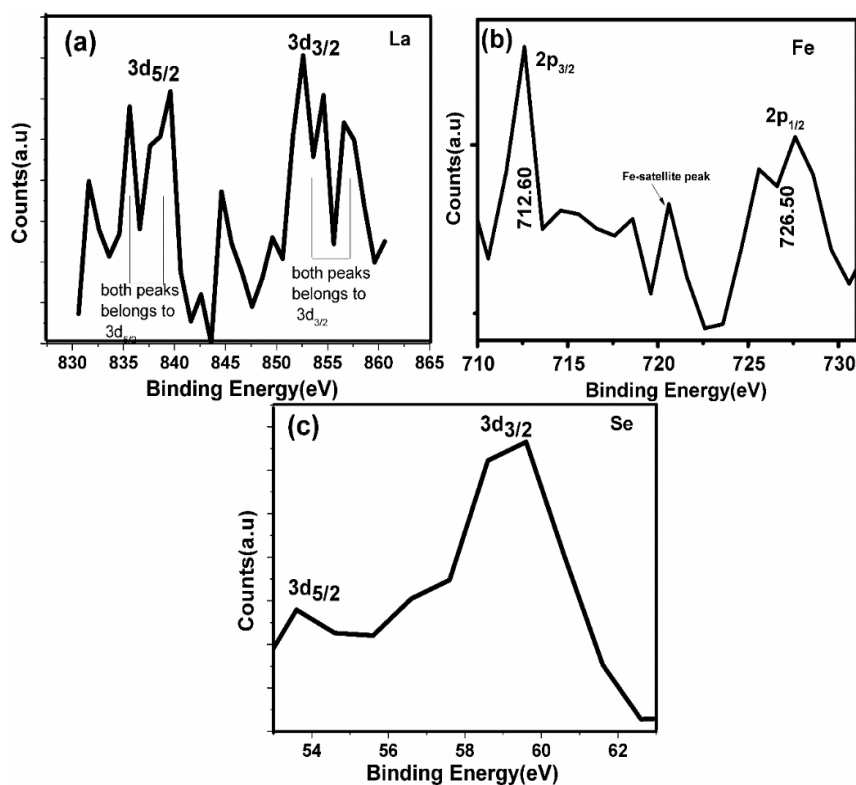 (a)
La
3d5/2
3d3/2
Counts(a.u)
both peaks
belongs to
3d5/2
both peaks
belongs to
3d3/2
830 835 840 845 850 855 860 865
Binding Energy(eV)
(b)
Fe
2p3/2
2p1/2
Counts(a.u)
Fe-satellite peak
712.60
726.50
710 715 720 725 730
Binding Energy(eV)
(c)
Se
3d3/2
3d5/2
Counts(a.u)
54 56 58 60 62
Binding Energy(eV)